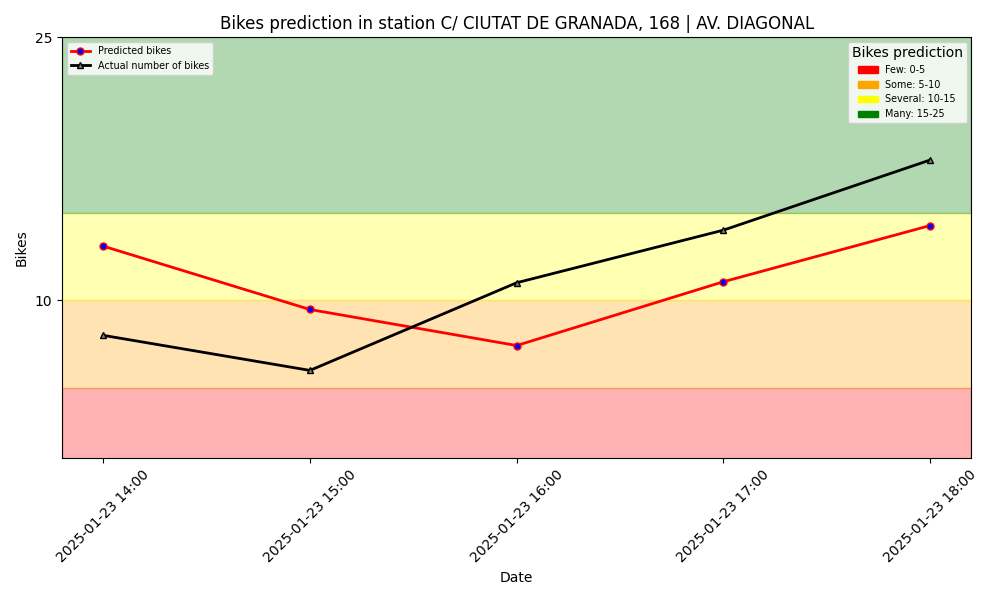 Bikes prediction in station C/ CIUTAT DE GRANADA, 168 | AV. DIAGONAL
25
Predicted bikes
Actual number of bikes
Bikes prediction
Few: 0-5
Some: 5-10
Several: 10-15
Many: 15-25
Bikes
10
2025-01-23 14:00
2025-01-23 15:00
2025-01-23 16:00
2025-01-23 17:00
2025-01-23 18:00
Date